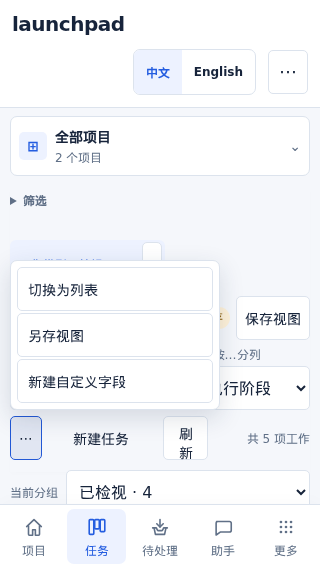 launchpad
中文 English ...
全部项目
2 个项目
筛选
切换为列表
另存视图
新建自定义字段
保存视图
分列
行阶段
... 新建任务 刷新 共 5 项工作
当前分组 已检视 · 4
项目 任务 待处理 助手 更多